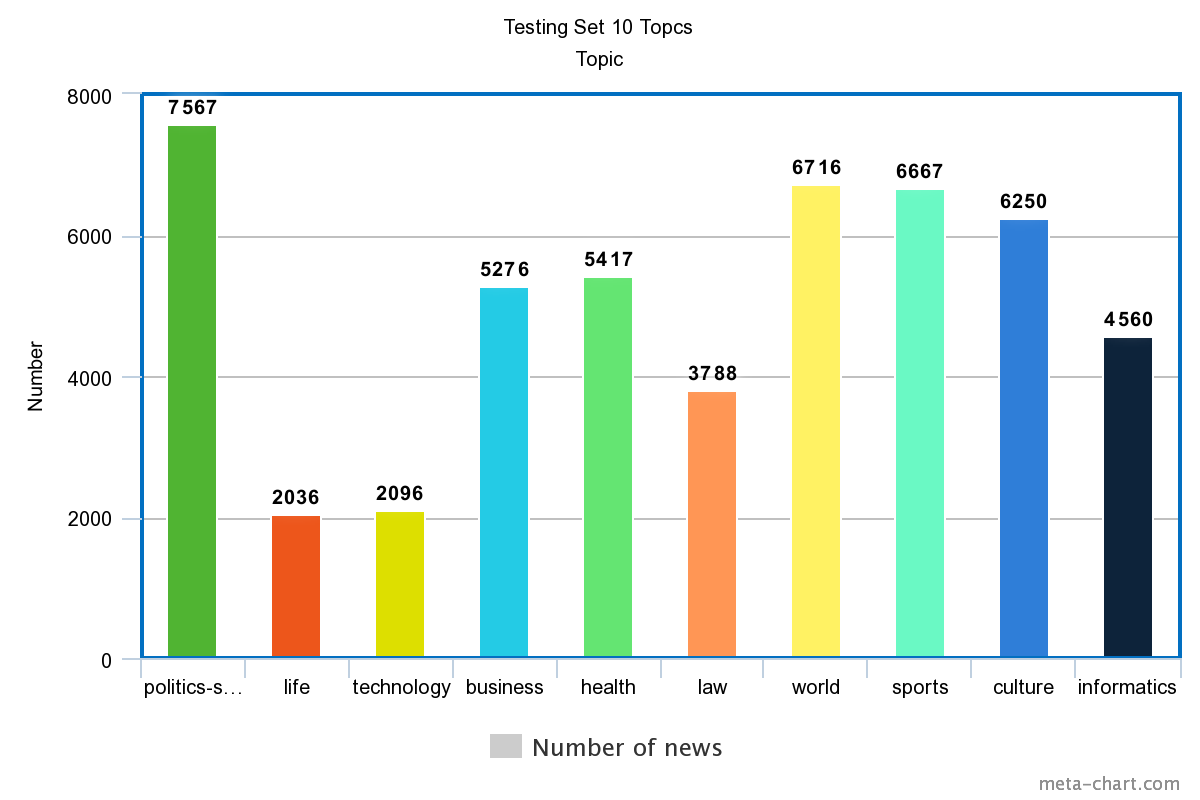 Testing Set 10 Topcs
Topic
8000
6000
4000
2000
0
Number
7567
2036
2096
5276
5417
3788
6716
6667
6250
4560
politics-s...
life
technology
business
health
law
world
sports
culture
informatics
Number of news
meta-chart.com